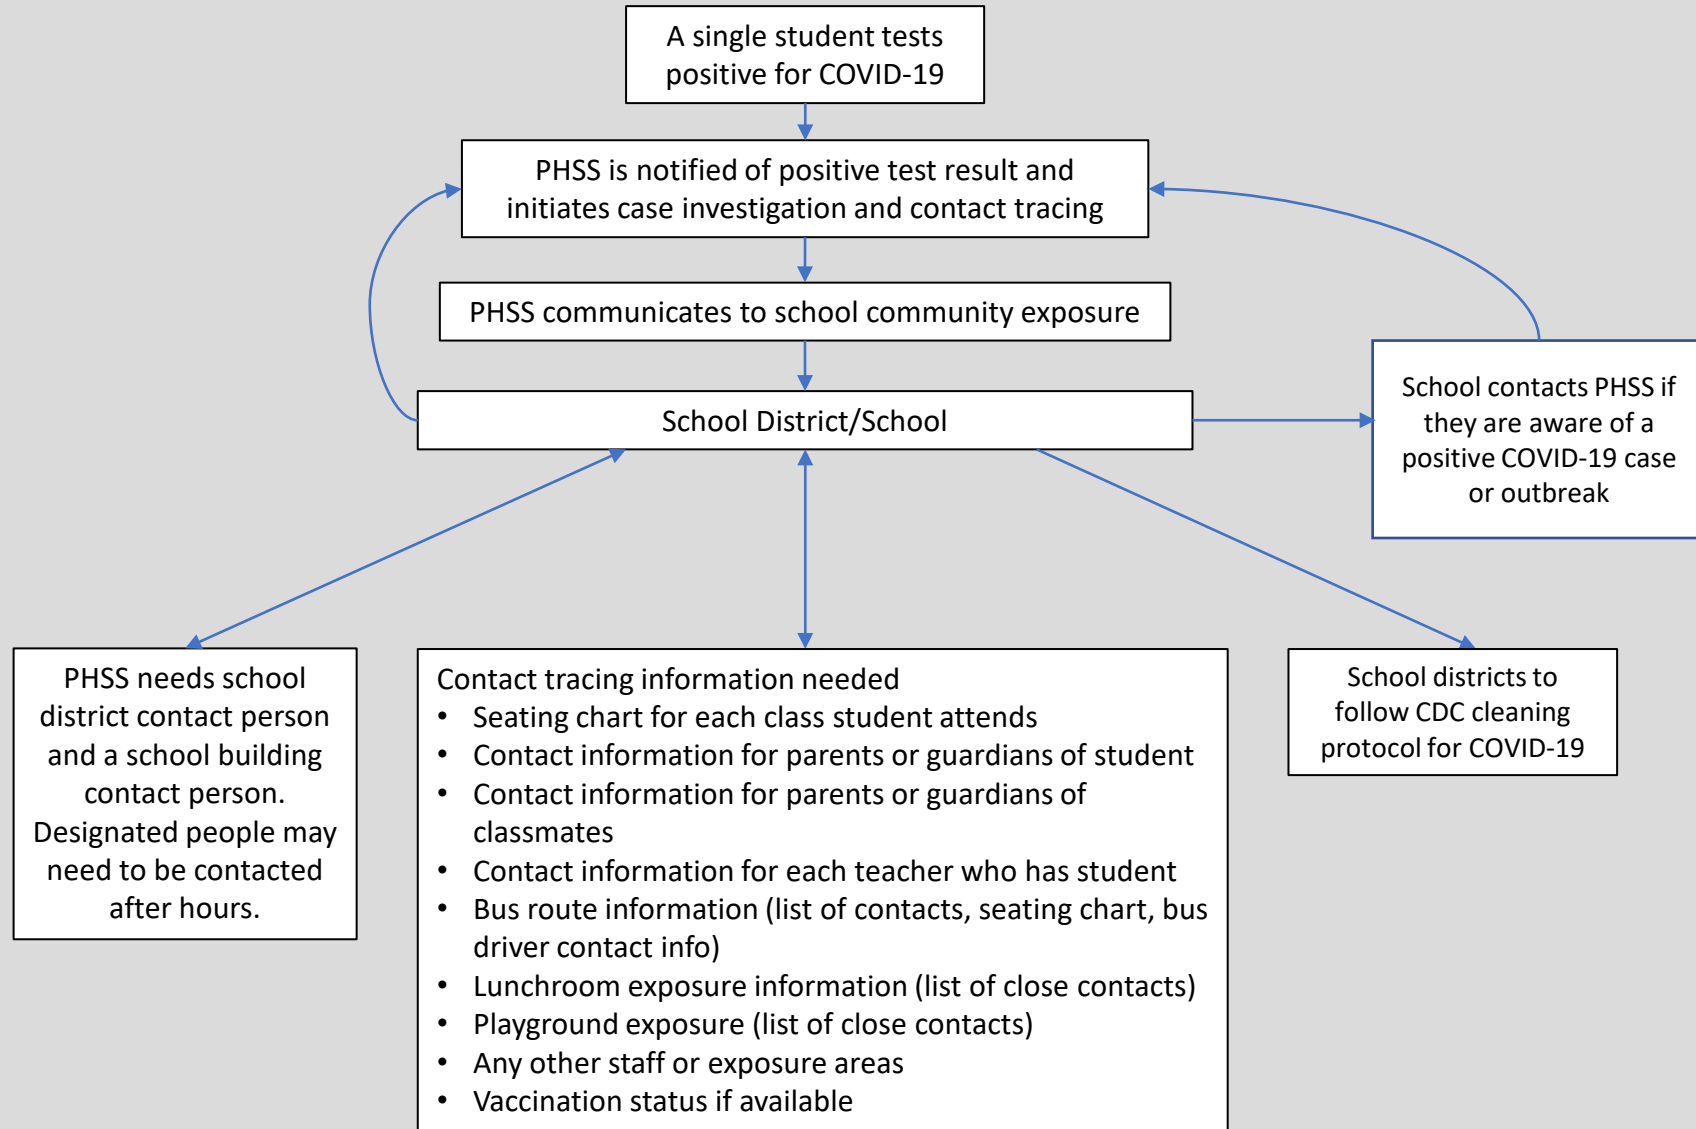 A single student tests
positive for COVID-19
PHSS is notified of positive test result and
initiates case investigation and contact tracing
PHSS communicates to school community exposure
School District/School
School contacts PHSS if
they are aware of a
positive COVID-19 case
or outbreak
PHSS needs school
district contact person
and a school building
contact person.
Designated people may
need to be contacted
after hours.
Contact tracing information needed
• Seating chart for each class student attends
• Contact information for parents or guardians of student
• Contact information for parents or guardians of
classmates
• Contact information for each teacher who has student
• Bus route information (list of contacts, seating chart, bus
driver contact info)
• Lunchroom exposure information (list of close contacts)
• Playground exposure (list of close contacts)
• Any other staff or exposure areas
• Vaccination status if available
School districts to
follow CDC cleaning
protocol for COVID-19